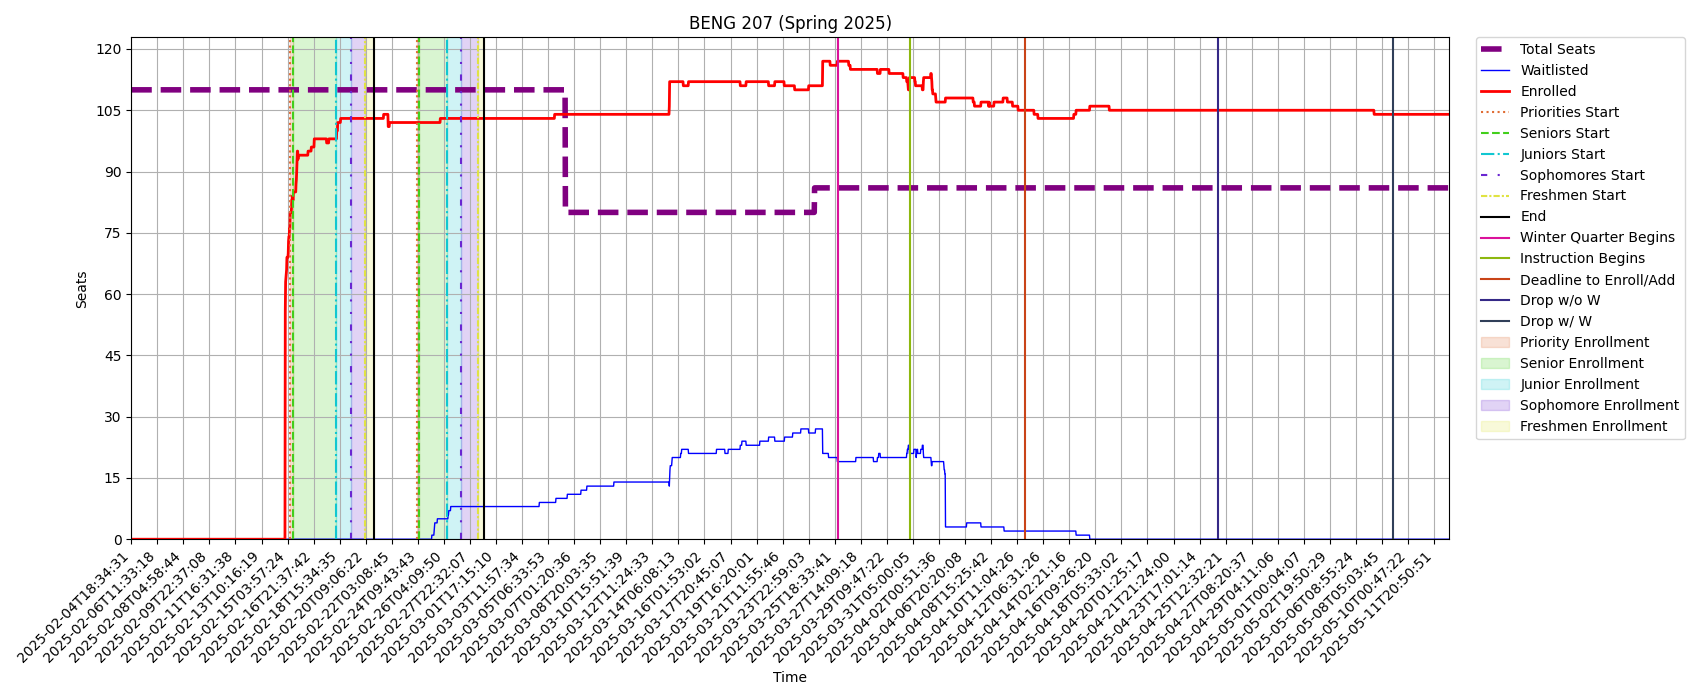 BENG 207 (Spring 2025)
Seats
120
105
90
75
60
45
30
15
0
2025-02-04T18:34:31
2025-02-06T11:33:18
2025-02-08T04:58:44
2025-02-09T22:37:08
2025-02-11T16:31:38
2025-02-13T10:16:19
2025-02-15T03:57:24
2025-02-16T21:37:42
2025-02-18T15:34:35
2025-02-20T09:06:22
2025-02-22T03:08:45
2025-02-24T09:43:43
2025-02-26T04:09:50
2025-02-27T22:32:07
2025-03-01T17:15:10
2025-03-03T11:57:34
2025-03-05T06:33:53
2025-03-07T01:20:36
2025-03-08T20:03:35
2025-03-10T15:51:39
2025-03-12T11:24:33
2025-03-14T06:08:13
2025-03-16T01:53:02
2025-03-17T20:45:07
2025-03-19T16:20:01
2025-03-21T11:55:46
2025-03-23T22:59:03
2025-03-25T18:33:41
2025-03-27T14:09:18
2025-03-29T09:47:22
2025-03-31T05:00:05
2025-04-02T00:51:36
2025-04-06T20:20:08
2025-04-08T15:25:42
2025-04-10T11:04:26
2025-04-12T06:31:26
2025-04-14T02:21:16
2025-04-16T09:26:20
2025-04-18T05:33:02
2025-04-20T01:25:17
2025-04-21T21:24:00
2025-04-23T17:01:14
2025-04-25T12:32:21
2025-04-27T08:20:37
2025-04-29T04:11:06
2025-05-01T00:04:07
2025-05-02T19:50:29
2025-05-06T08:55:24
2025-05-08T05:03:45
2025-05-10T00:47:22
2025-05-11T20:50:51
Time
Total Seats
Waitlisted
Enrolled
Priorities Start
Seniors Start
Juniors Start
Sophomores Start
Freshmen Start
End
Winter Quarter Begins
Instruction Begins
Deadline to Enroll/Add
Drop w/o W
Drop w/ W
Priority Enrollment
Senior Enrollment
Junior Enrollment
Sophomore Enrollment
Freshmen Enrollment